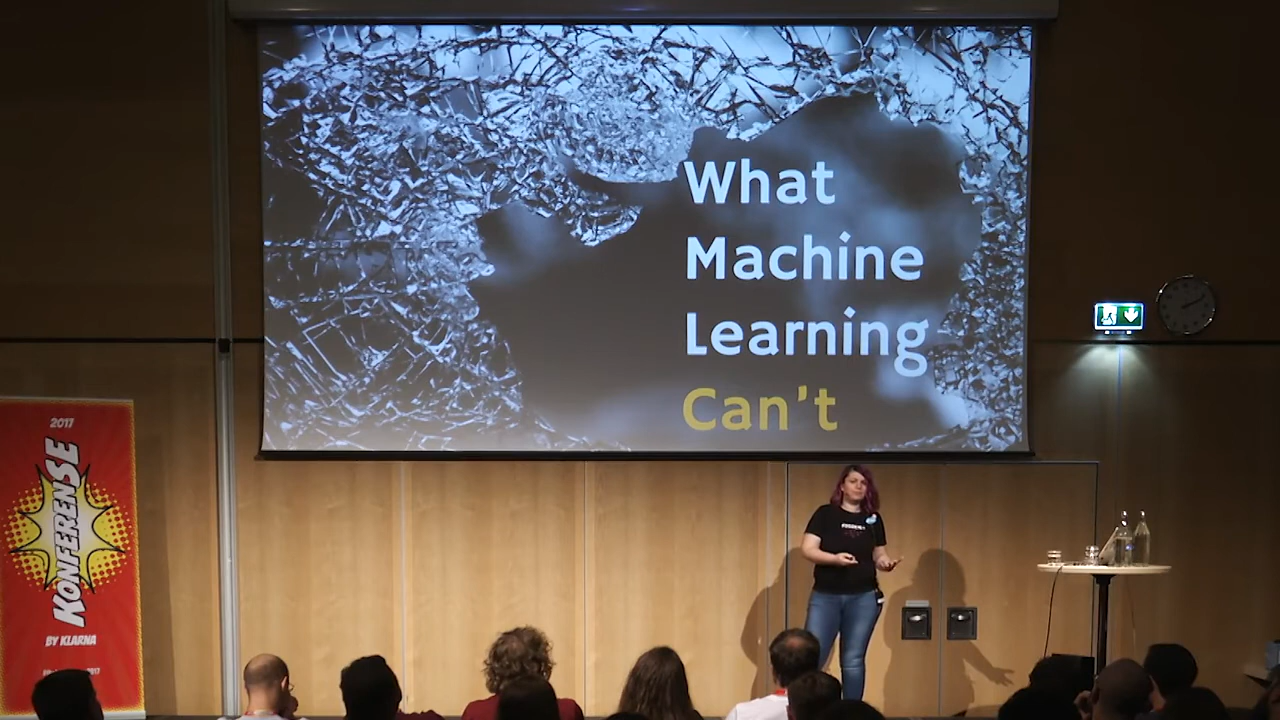 What
Machine
Learning
Can't
2017
KONFERENSE
BY KLARNA